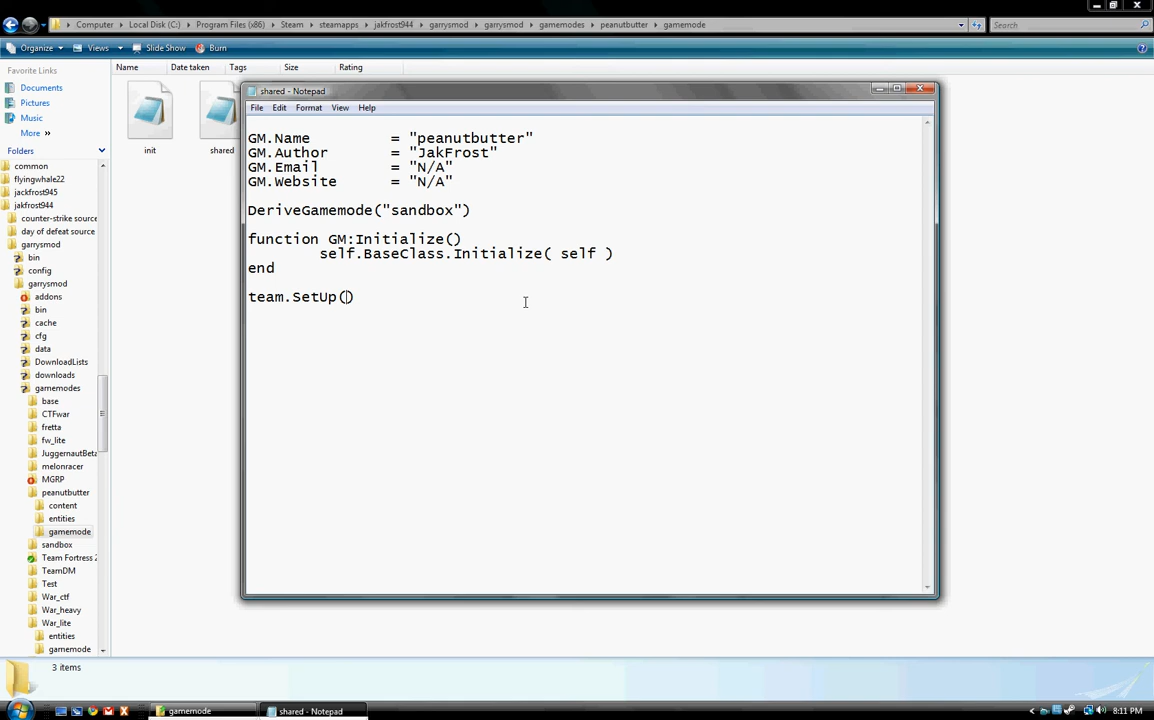 Computer Local Disk (C:) Program Files (x86) Steam steamapps jakfrost944 garrysmod garrysmod gamemodes peanutbutter gamemode
Search
Organize Views Slide Show Burn
Favorite Links
Documents
Pictures
Music
More »
Folders
common
flyingwhale22
jackfrost945
jakfrost944
counter-strike source
day of defeat source
garrysmod
bin
config
garrysmod
addons
bin
cache
cfg
data
DownloadLists
downloads
gamemodes
base
CTFwar
fretta
fw_lite
JuggernautBeta
melonracer
MGRP
peanutbutter
content
entities
gamemode
sandbox
Team Fortress 2
TeamDM
Test
War_ctf
War_heavy
War_lite
entities
gamemode
Name Date taken Tags Size Rating
init
shared
shared - Notepad
File Edit Format View Help
GM.Name = "peanutbutter"
GM.Author = "JakFrost"
GM.Email = "N/A"
GM.Website = "N/A"
DeriveGamemode("sandbox")
function GM:Initialize()
self.BaseClass.Initialize( self )
end
team.SetUp()
3 items
gamemode
shared - Notepad
8:11 PM